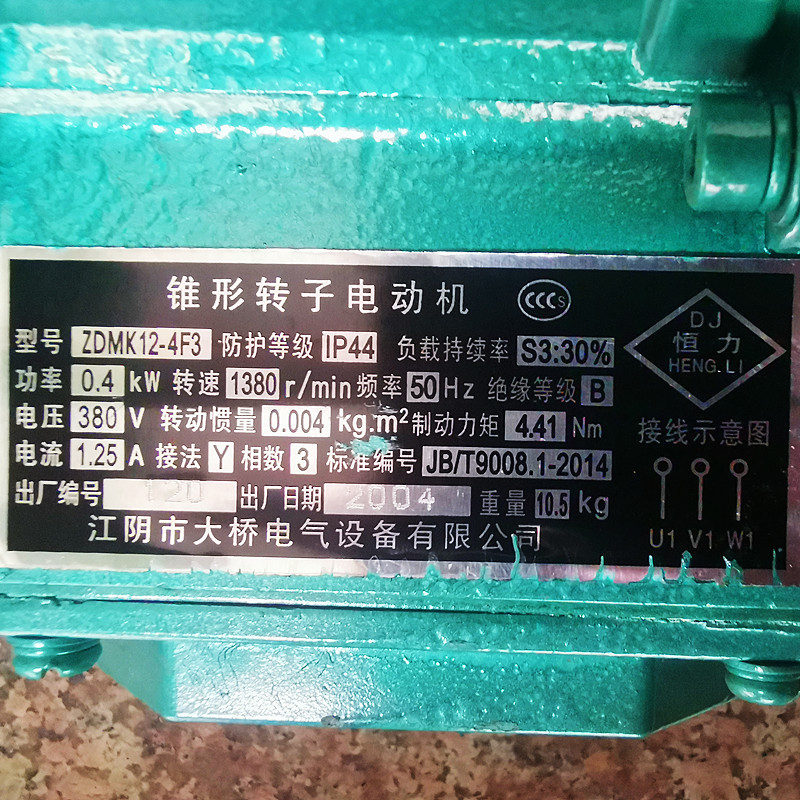 锥形转子电动机 CCC S
型号 ZDMK12-4F3 防护等级 IP44 负载持续率 S3:30%
功率 0.4 kW 转速 1380 r/min 频率 50 Hz 绝缘等级 B
电压 380 V 转动惯量 0.004 kg.m² 制动力矩 4.41 Nm
电流 1.25 A 接法 Y 相数 3 标准编号 JB/T9008.1-2014
出厂编号 120 出厂日期 2004 重量 10.5 kg
江阴市大桥电气设备有限公司
DJ
恒力
HENG.LI
接线示意图
U1 V1 W1